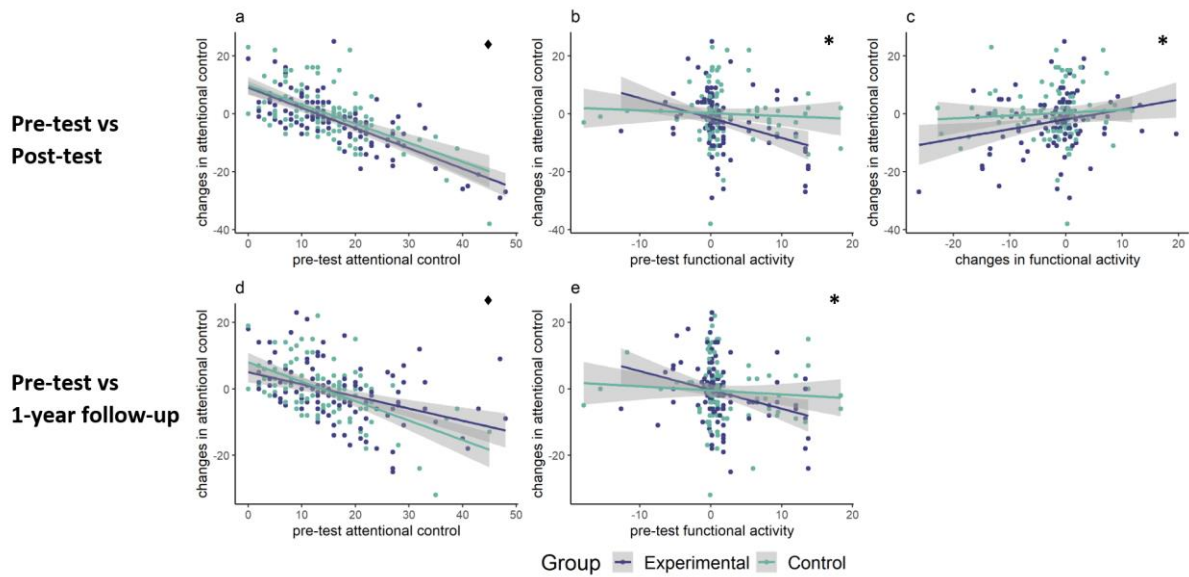 a
b
c
♦
*
*
Pre-test vs
Post-test
changes in attentional control
20
0
-20
-40
0
10
20
30
40
50
pre-test attentional control
changes in attentional control
20
0
-20
-40
-10
0
10
20
pre-test functional activity
changes in attentional control
20
0
-20
-40
-20
-10
0
10
20
changes in functional activity
d
e
♦
*
Pre-test vs
1-year follow-up
changes in attentional control
20
0
-20
0
10
20
30
40
50
pre-test attentional control
changes in attentional control
20
0
-20
-10
0
10
20
pre-test functional activity
Group Experimental Control